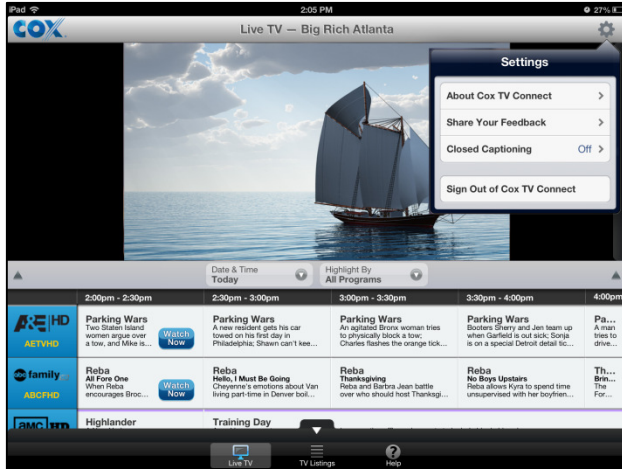 iPad 2:05 PM 27%
COX Live TV — Big Rich Atlanta
Settings
About Cox TV Connect
Share Your Feedback
Closed Captioning Off
Sign Out of Cox TV Connect
Date & Time
Today
Highlight By
All Programs
2:00pm - 2:30pm 2:30pm - 3:00pm 3:00pm - 3:30pm 3:30pm - 4:00pm 4:00pm
A&E HD
AETVHD
Parking Wars
Two Staten Island
women argue over
a tow, and Mike is...
Watch
Now
Parking Wars
A new resident gets his car
towed on his first day in
Philadelphia; Shawn can't kee...
Parking Wars
An agitated Bronx woman tries
to physically block a tow;
Charles flashes the orange tick...
Parking Wars
Booters Sherry and Jen team up
when Garfield is out sick; Sonja
is on a special Detroit detail tic...
Pa...
A man
tries to
drive...
abc family
ABCFHD
Reba
All Fore One
When Reba
encourages Broc...
Watch
Now
Reba
Hello, I Must Be Going
Cheyenne's emotions about Van
living part-time in Denver boil...
Reba
Thanksgiving
Reba and Barbra Jean battle
over who should host Thanksgi...
Reba
No Boys Upstairs
Reba allows Kyra to spend time
unsupervised with her boyfrien...
Th...
Brin...
The
For...
amc HD
Highlander
Training Day
Live TV TV Listings Help